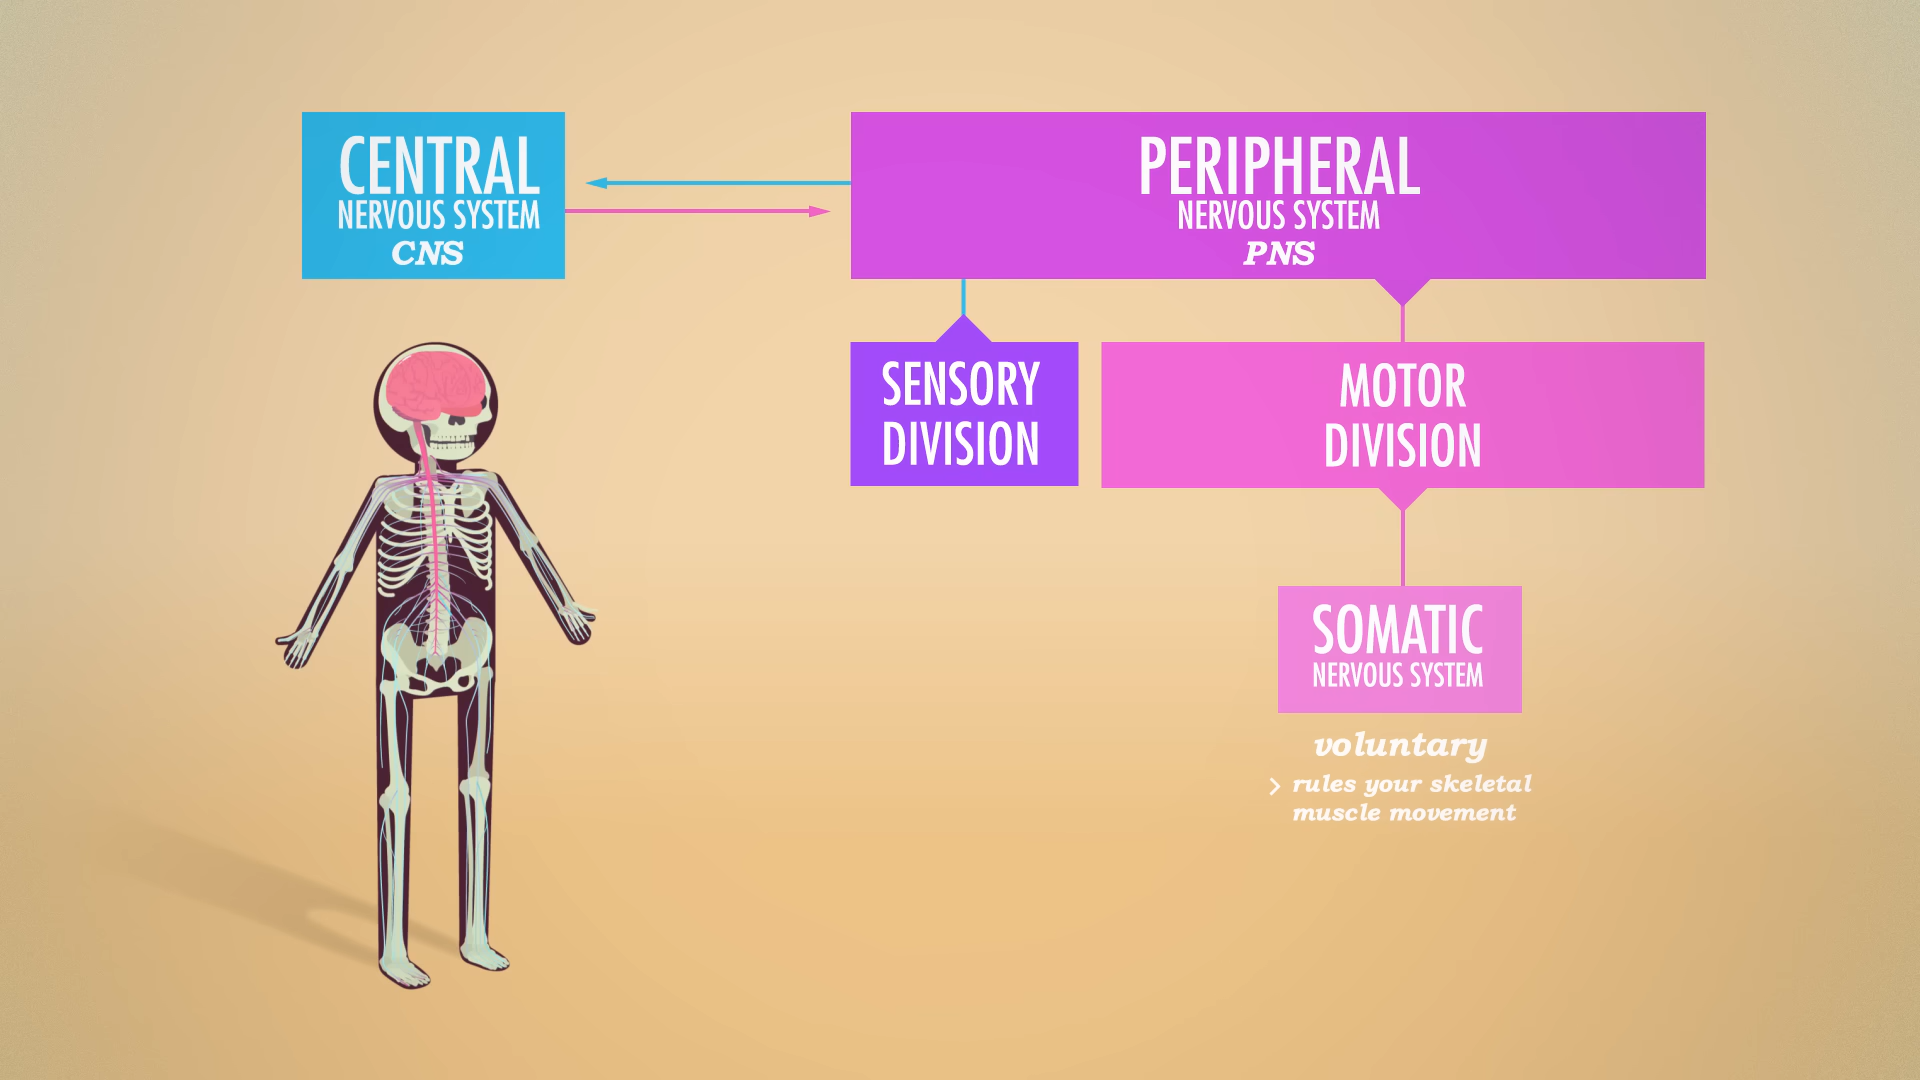 CENTRAL
NERVOUS SYSTEM
CNS
PERIPHERAL
NERVOUS SYSTEM
PNS
SENSORY
DIVISION
MOTOR
DIVISION
SOMATIC
NERVOUS SYSTEM
voluntary
> rules your skeletal
muscle movement